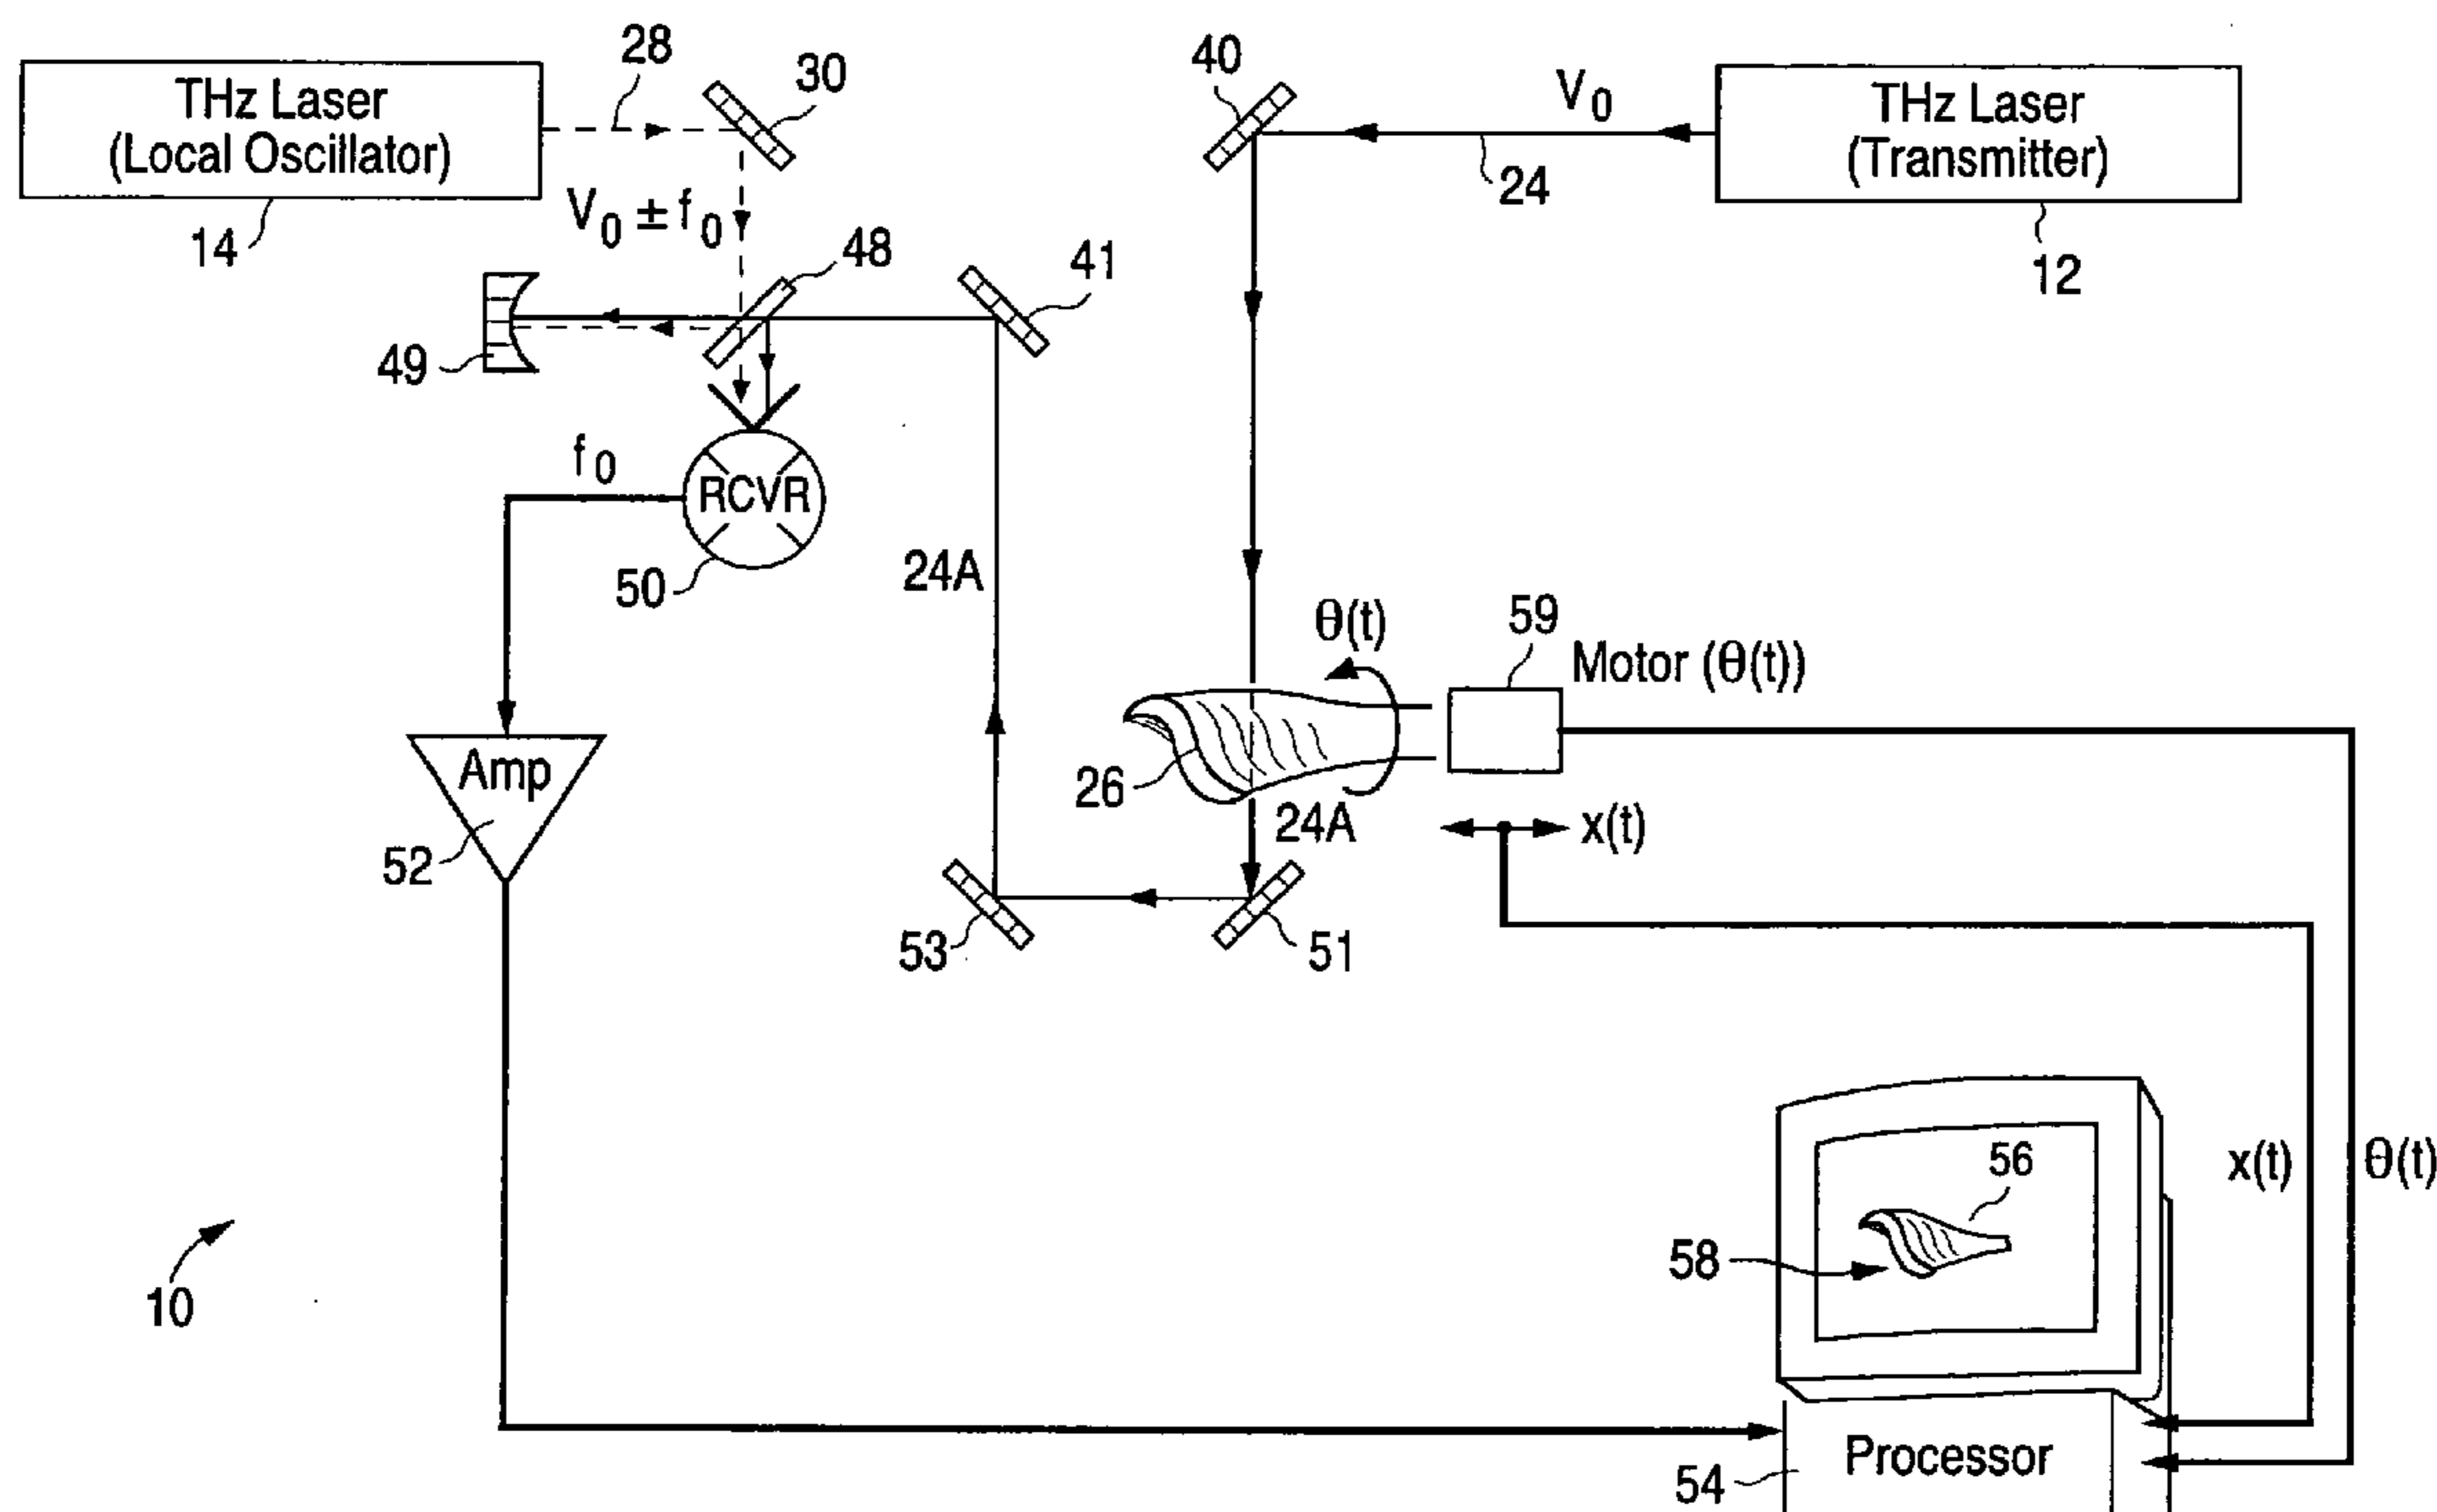 28
30
40
THz Laser
(Local Oscillator)
V0
THz Laser
(Transmitter)
24
V0 ± f0
14
48
41
12
49
f0
RCVR
50
24A
θ(t)
59
Motor (θ(t))
Amp
26
24A
x(t)
52
53
51
56
x(t)
θ(t)
58
10
Processor
54